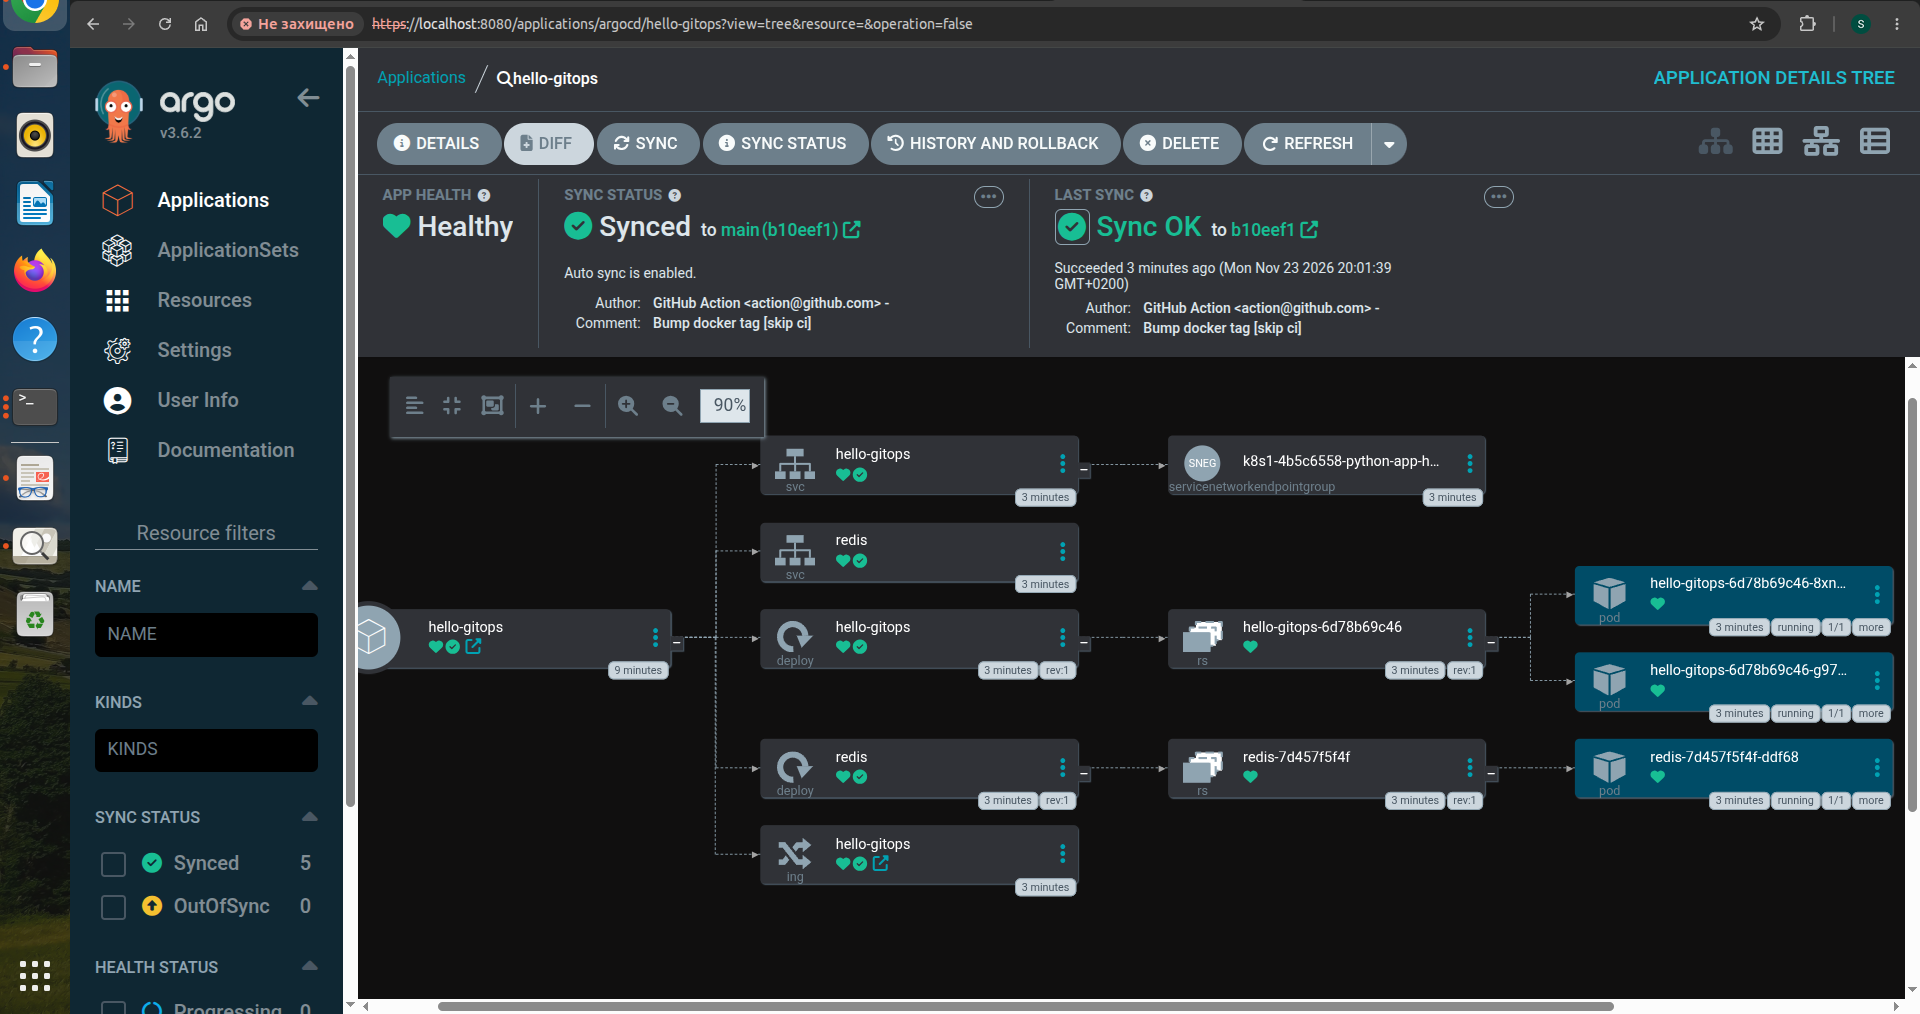 Не защищено
https://localhost:8080/applications/argocd/hello-gitops?view=tree&resource=&operation=false
S
argo
v3.6.2
Applications
ApplicationSets
Resources
Settings
User Info
Documentation
Resource filters
NAME
NAME
KINDS
KINDS
SYNC STATUS
Synced 5
OutOfSync 0
HEALTH STATUS
Progressing 0
Applications / hello-gitops
APPLICATION DETAILS TREE
DETAILS
DIFF
SYNC
SYNC STATUS
HISTORY AND ROLLBACK
DELETE
REFRESH
APP HEALTH
Healthy
SYNC STATUS
Synced to main (b10eef1)
Auto sync is enabled.
Author: GitHub Action <action@github.com> -
Comment: Bump docker tag [skip ci]
LAST SYNC
Sync OK to b10eef1
Succeeded 3 minutes ago (Mon Nov 23 2026 20:01:39
GMT+0200)
Author: GitHub Action <action@github.com> -
Comment: Bump docker tag [skip ci]
90%
hello-gitops
9 minutes
hello-gitops
svc
3 minutes
SNEG
k8s1-4b5c6558-python-app-h...
servicenetworkendpointgroup
3 minutes
redis
svc
3 minutes
hello-gitops
deploy
3 minutes rev:1
hello-gitops-6d78b69c46
rs
3 minutes rev:1
hello-gitops-6d78b69c46-8xn...
pod
3 minutes running 1/1 more
hello-gitops-6d78b69c46-g97...
pod
3 minutes running 1/1 more
redis
deploy
3 minutes rev:1
redis-7d457f5f4f
rs
3 minutes rev:1
redis-7d457f5f4f-ddf68
pod
3 minutes running 1/1 more
hello-gitops
ing
3 minutes